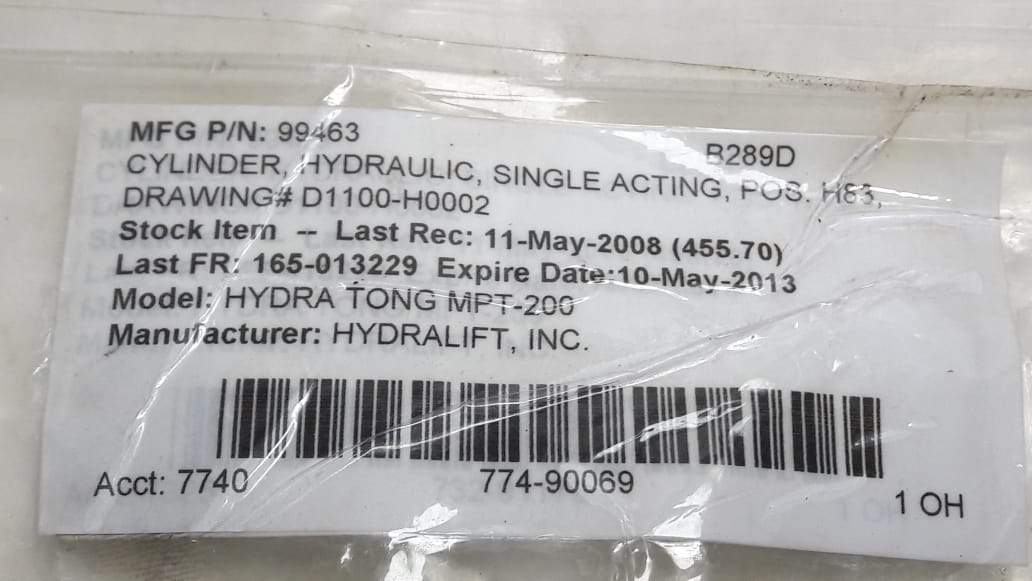 MFG P/N: 99463
B289D
CYLINDER, HYDRAULIC, SINGLE ACTING, POS.
DRAWING# D1100-H0002
Stock Item -- Last Rec: 11-May-2008 (455.70)
Last FR: 165-013229 Expire Date:10-May-2013
Model: HYDRA TONG MPT-200
Manufacturer: HYDRALIFT, INC.
Acct: 7740
774-90069
1 OH